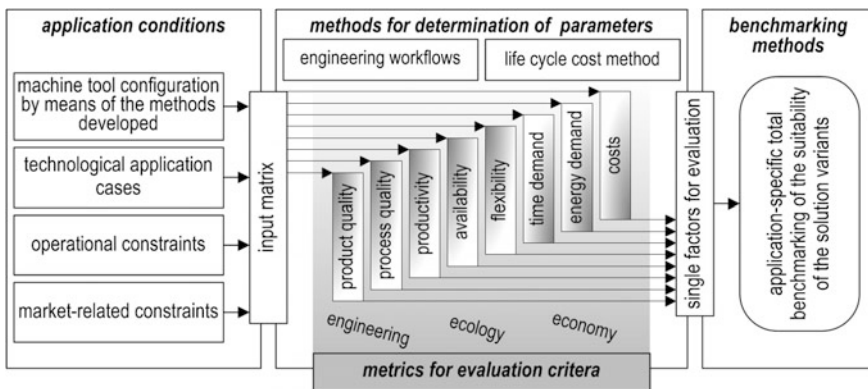 application conditions
machine tool configuration
by means of the methods
developed
technological application
cases
operational constraints
market-related constraints
input matrix
methods for determination of parameters
engineering workflows
life cycle cost method
product quality
process quality
productivity
availability
flexibility
time demand
energy demand
costs
engineering
ecology
economy
metrics for evaluation critera
single factors for evaluation
benchmarking
methods
application-specific total
benchmarking of the suitability
of the solution variants